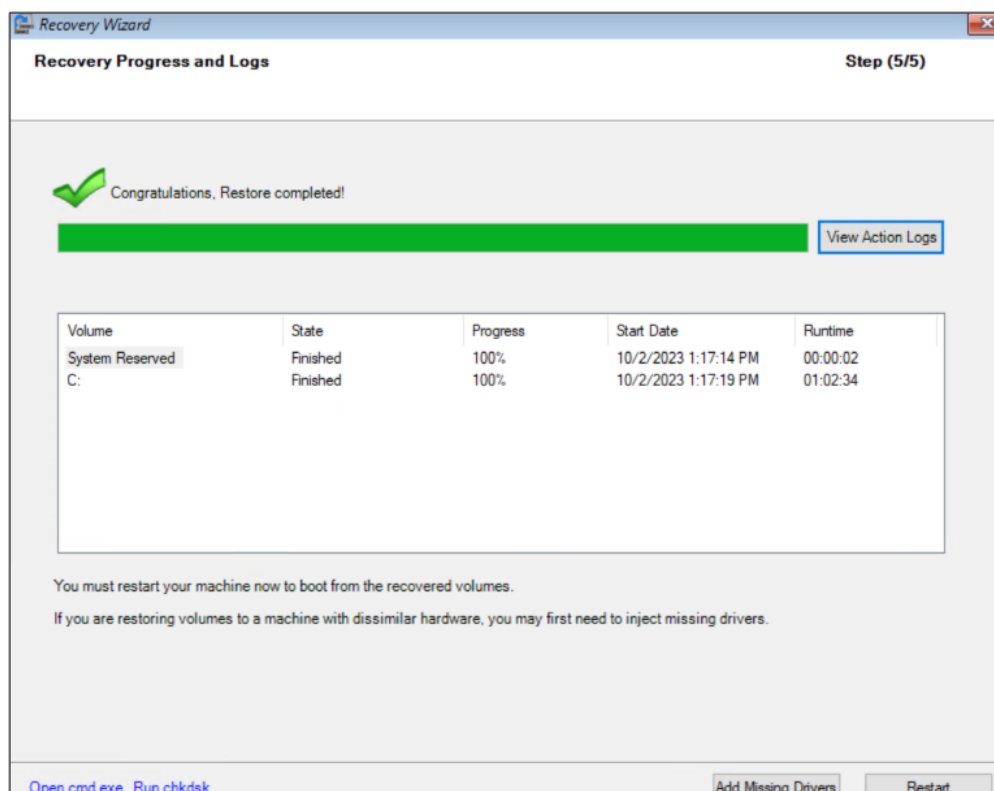 Recovery Wizard
Recovery Progress and Logs Step (5/5)
Congratulations, Restore completed!
View Action Logs
Volume State Progress Start Date Runtime
System Reserved Finished 100% 10/2/2023 1:17:14 PM 00:00:02
C: Finished 100% 10/2/2023 1:17:19 PM 01:02:34
You must restart your machine now to boot from the recovered volumes.
If you are restoring volumes to a machine with dissimilar hardware, you may first need to inject missing drivers.
Open cmd.exe Run chkdsk Add Missing Drivers Restart